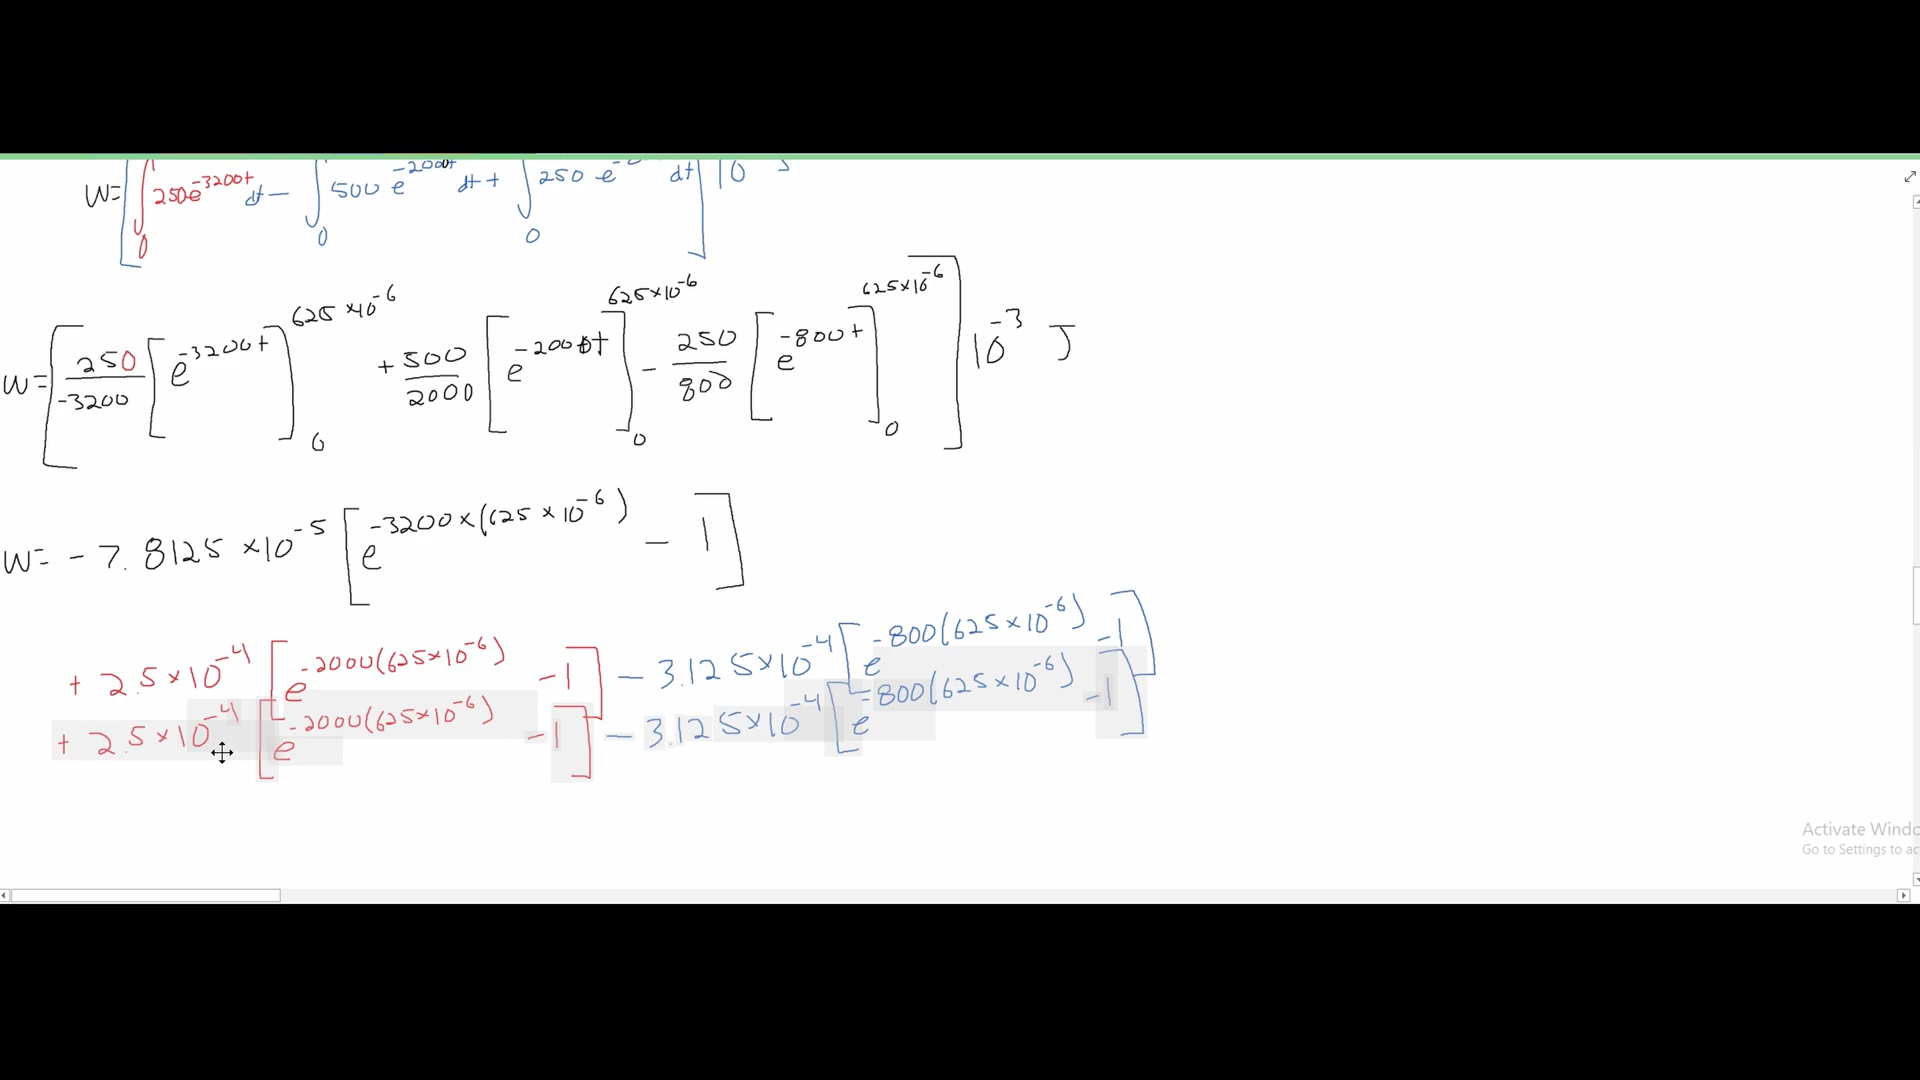 W=[∫₀ 250e^-3200t dt − ∫₀ 500 e^-2000t dt + ∫₀ 250 e dt] 10 J
W=[250/-3200 [e^-3200t]₀^625×10^-6 + 500/2000 [e^-2000t]₀^625×10^-6 − 250/800 [e^-800t]₀^625×10^-6] 10^-3 J
W= -7.8125 ×10^-5 [e^-3200×(625×10^-6) − 1]
+ 2.5×10^-4 [e^-2000(625×10^-6) −1] − 3.125×10^-4 [e^-800(625×10^-6) −1]
+ 2.5×10^-4 [e^-2000(625×10^-6) −1] − 3.125×10^-4 [e^-800(625×10^-6) −1]
Activate Windo
Go to Settings to ac